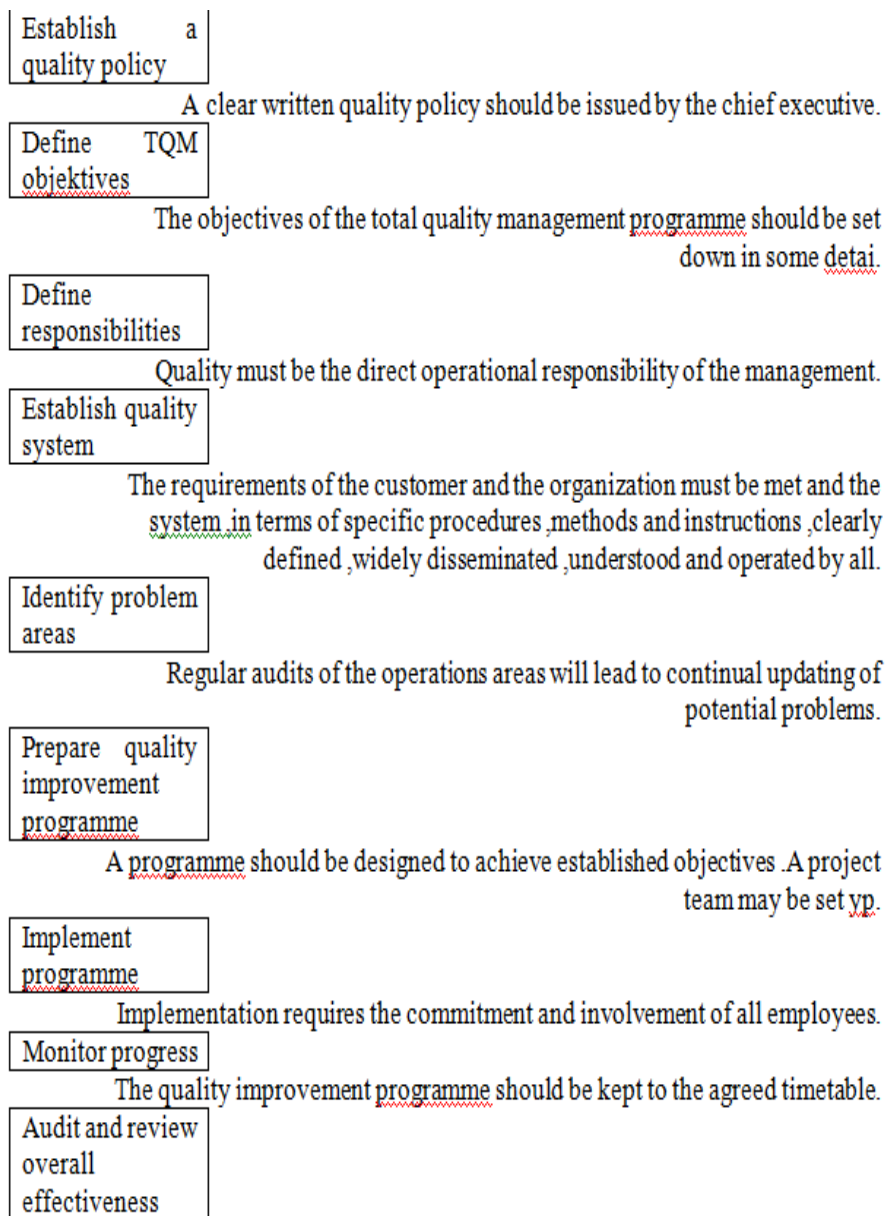 Establish a
quality policy
A clear written quality policy should be issued by the chief executive.
Define TQM
objektives
The objectives of the total quality management programme should be set
down in some detai.
Define
responsibilities
Quality must be the direct operational responsibility of the management.
Establish quality
system
The requirements of the customer and the organization must be met and the
system ,in terms of specific procedures ,methods and instructions ,clearly
defined ,widely disseminated ,understood and operated by all.
Identify problem
areas
Regular audits of the operations areas will lead to continual updating of
potential problems.
Prepare quality
improvement
programme
A programme should be designed to achieve established objectives .A project
team may be set yp.
Implement
programme
Implementation requires the commitment and involvement of all employees.
Monitor progress
The quality improvement programme should be kept to the agreed timetable.
Audit and review
overall
effectiveness